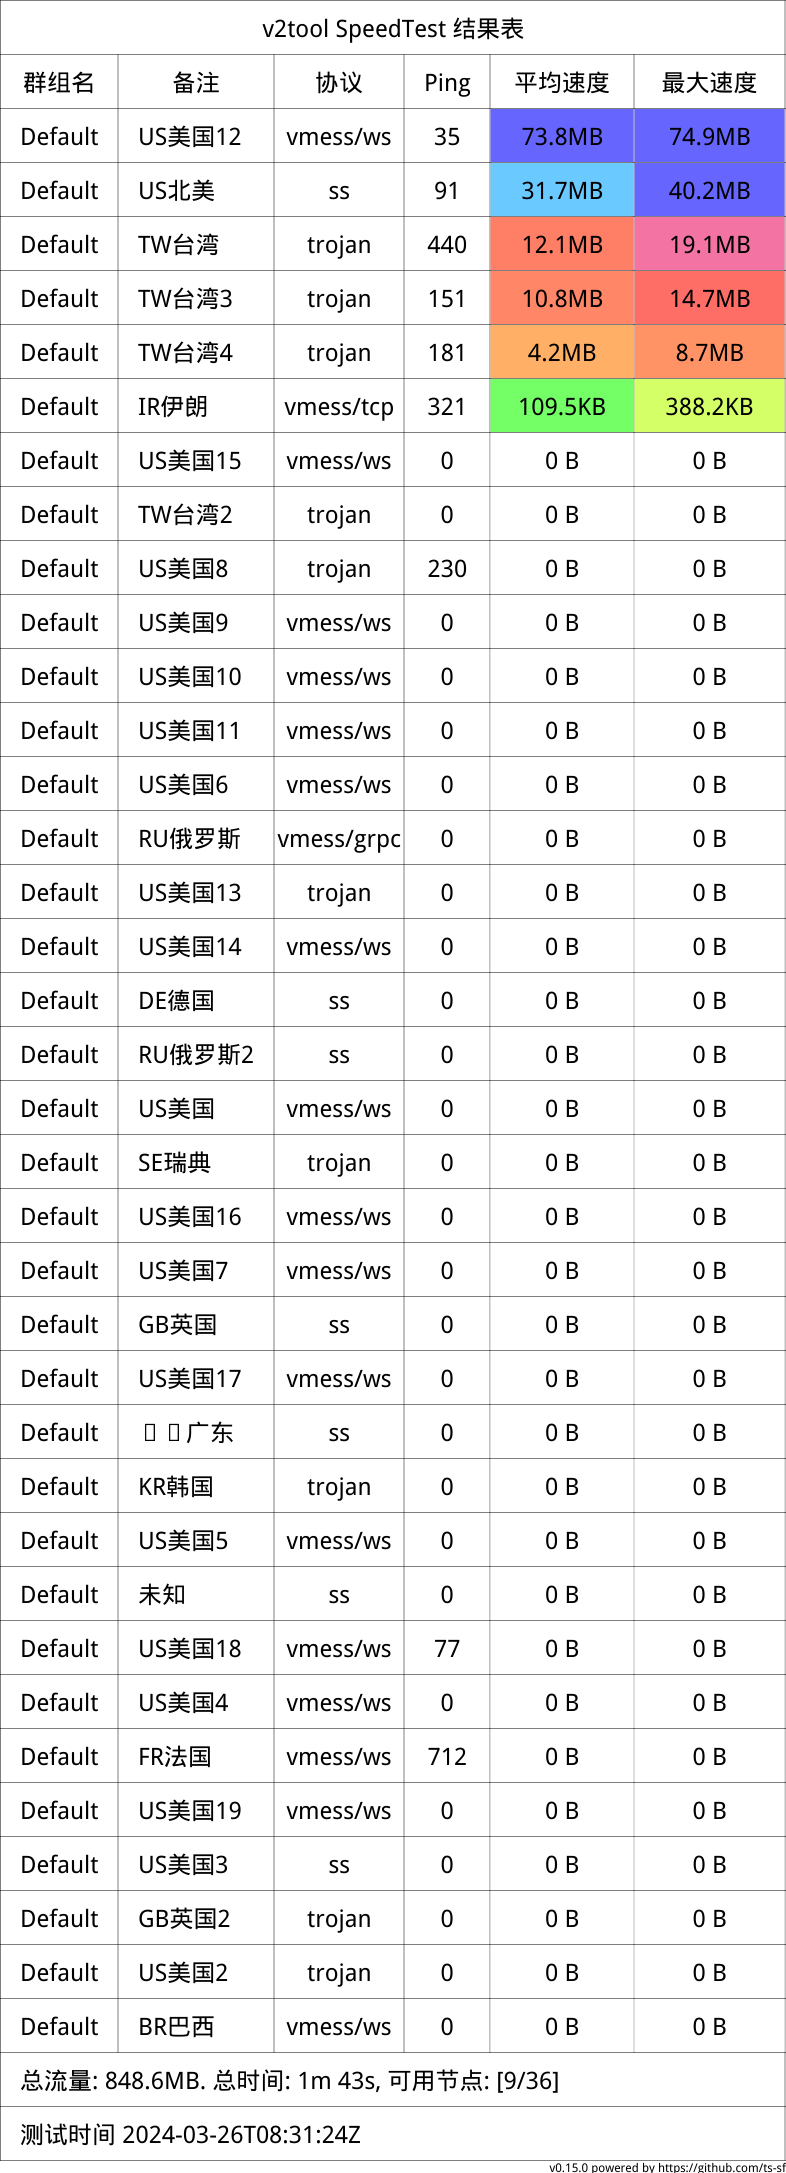 v2tool SpeedTest 结果表
群组名 备注 协议 Ping 平均速度 最大速度
Default US美国12 vmess/ws 35 73.8MB 74.9MB
Default US北美 ss 91 31.7MB 40.2MB
Default TW台湾 trojan 440 12.1MB 19.1MB
Default TW台湾3 trojan 151 10.8MB 14.7MB
Default TW台湾4 trojan 181 4.2MB 8.7MB
Default IR伊朗 vmess/tcp 321 109.5KB 388.2KB
Default US美国15 vmess/ws 0 0 B 0 B
Default TW台湾2 trojan 0 0 B 0 B
Default US美国8 trojan 230 0 B 0 B
Default US美国9 vmess/ws 0 0 B 0 B
Default US美国10 vmess/ws 0 0 B 0 B
Default US美国11 vmess/ws 0 0 B 0 B
Default US美国6 vmess/ws 0 0 B 0 B
Default RU俄罗斯 vmess/grpc 0 0 B 0 B
Default US美国13 trojan 0 0 B 0 B
Default US美国14 vmess/ws 0 0 B 0 B
Default DE德国 ss 0 0 B 0 B
Default RU俄罗斯2 ss 0 0 B 0 B
Default US美国 vmess/ws 0 0 B 0 B
Default SE瑞典 trojan 0 0 B 0 B
Default US美国16 vmess/ws 0 0 B 0 B
Default US美国7 vmess/ws 0 0 B 0 B
Default GB英国 ss 0 0 B 0 B
Default US美国17 vmess/ws 0 0 B 0 B
Default 广东 ss 0 0 B 0 B
Default KR韩国 trojan 0 0 B 0 B
Default US美国5 vmess/ws 0 0 B 0 B
Default 未知 ss 0 0 B 0 B
Default US美国18 vmess/ws 77 0 B 0 B
Default US美国4 vmess/ws 0 0 B 0 B
Default FR法国 vmess/ws 712 0 B 0 B
Default US美国19 vmess/ws 0 0 B 0 B
Default US美国3 ss 0 0 B 0 B
Default GB英国2 trojan 0 0 B 0 B
Default US美国2 trojan 0 0 B 0 B
Default BR巴西 vmess/ws 0 0 B 0 B
总流量: 848.6MB. 总时间: 1m 43s, 可用节点: [9/36]
测试时间 2024-03-26T08:31:24Z
v0.15.0 powered by https://github.com/ts-sf